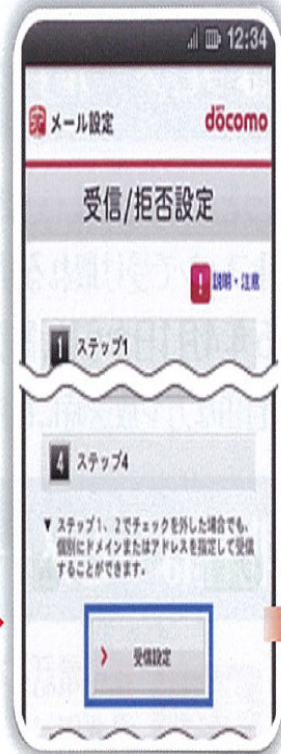 12:34
メール設定
döcomo
受信/拒否設定
! 説明・注意
1 ステップ1
4 ステップ4
▼ ステップ1、2でチェックを外した場合でも、
個別にドメインまたはアドレスを指定して受信
することができます。
受信設定